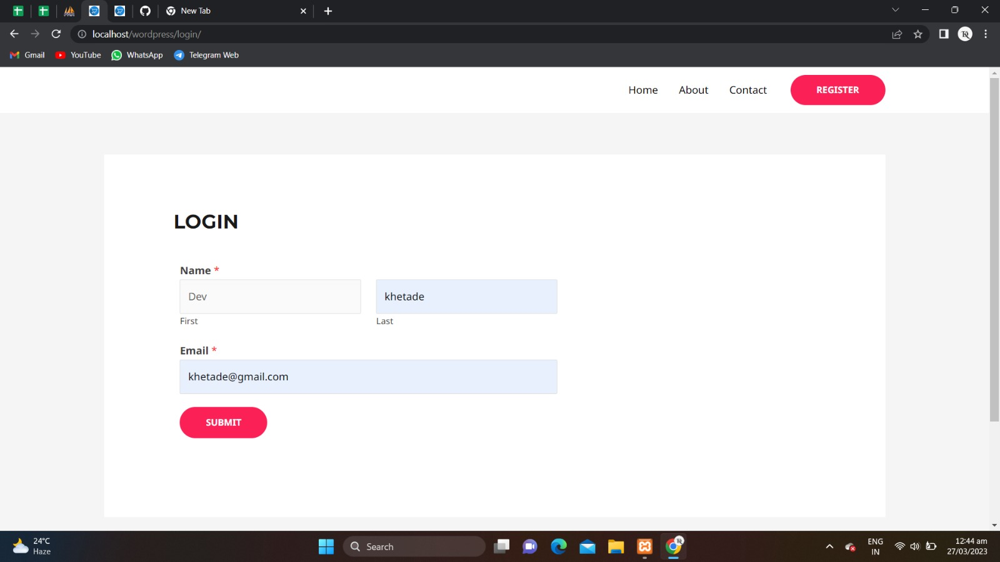 New Tab
localhost/wordpress/login/
Gmail YouTube WhatsApp Telegram Web
Home About Contact REGISTER
LOGIN
Name *
Dev khetade
First Last
Email *
khetade@gmail.com
SUBMIT
24°C
Haze
Search
ENG
IN
12:44 am
27/03/2023